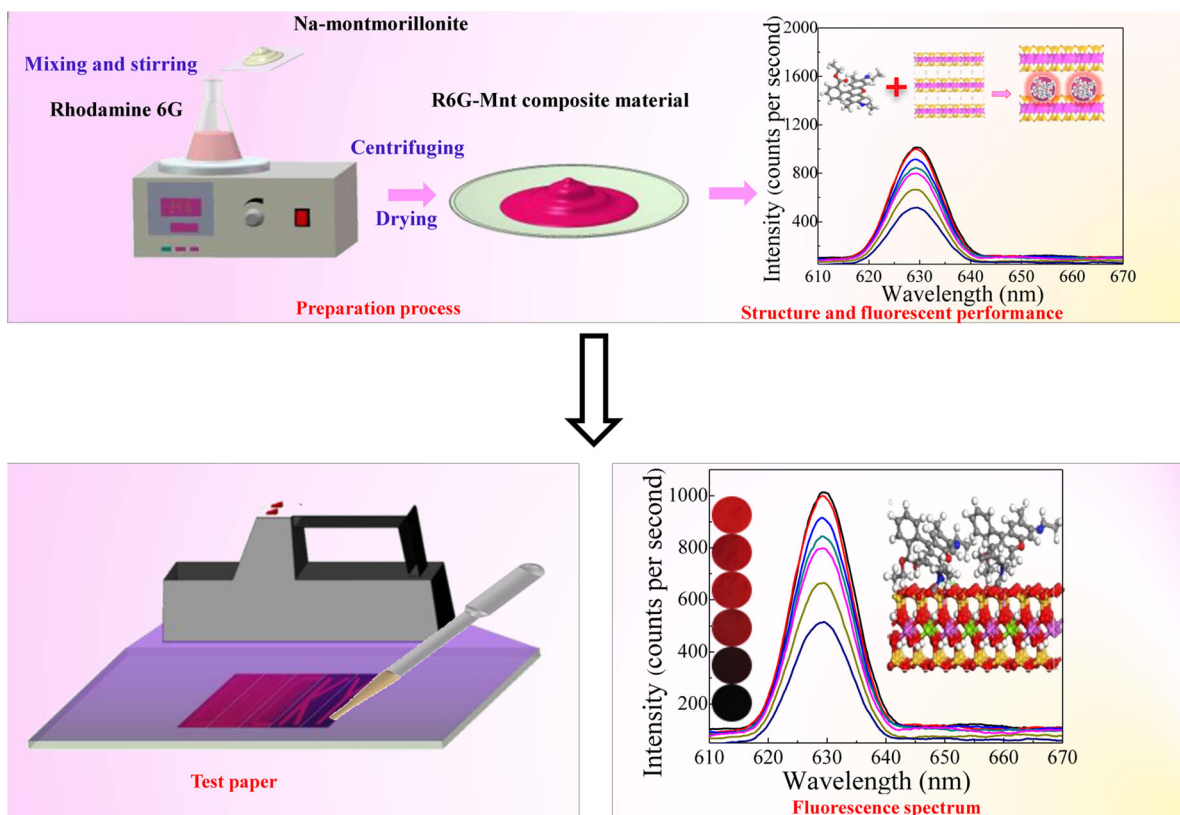 Na-montmorillonite
Mixing and stirring
Rhodamine 6G
R6G-Mnt composite material
Centrifuging
Drying
Preparation process
Intensity (counts per second)
2000
1600
1200
800
400
610 620 630 640 650 660 670
Wavelength (nm)
Structure and fluorescent performance
Test paper
Intensity (counts per second)
1000
800
600
400
200
610 620 630 640 650 660 670
Wavelength (nm)
Fluorescence spectrum